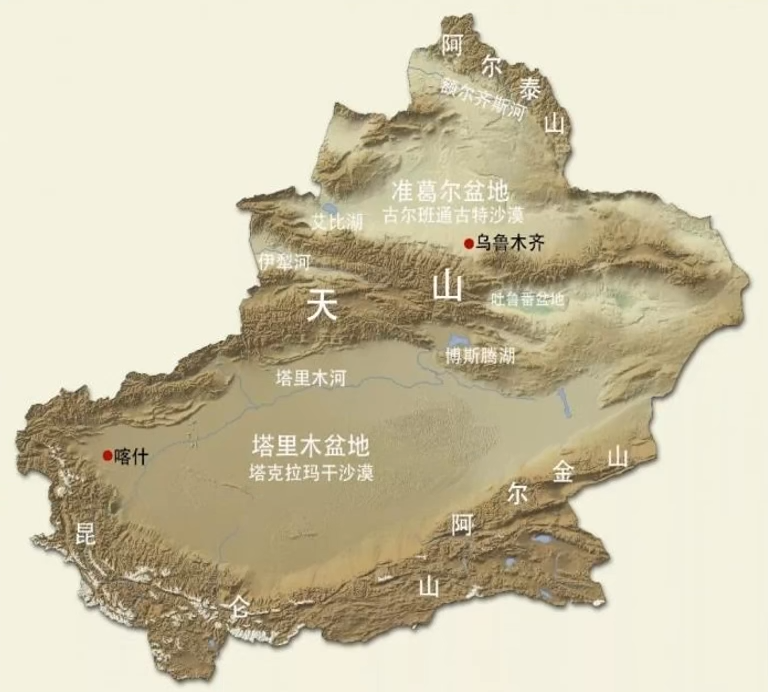 阿尔泰山
额尔齐斯河
准葛尔盆地
古尔班通古特沙漠
艾比湖
乌鲁木齐
伊犁河
天山
吐鲁番盆地
博斯腾湖
塔里木河
塔里木盆地
塔克拉玛干沙漠
喀什
阿尔金山
昆仑山